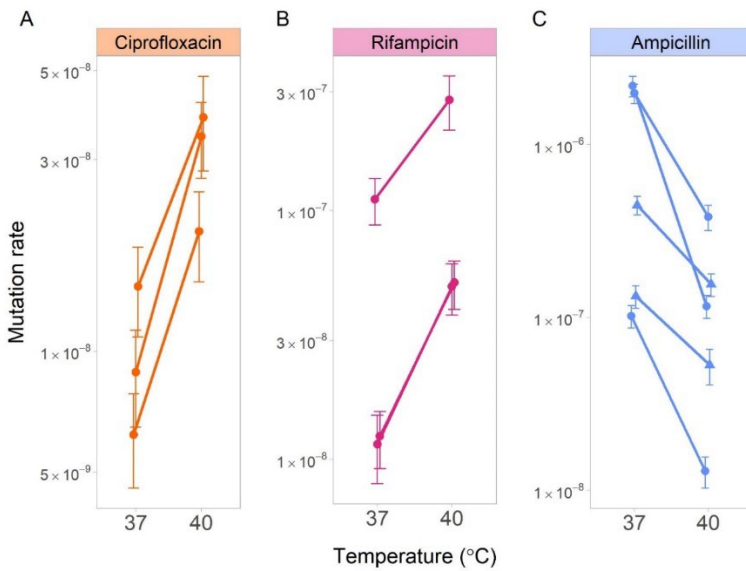 A
B
C
Ciprofloxacin
Rifampicin
Ampicillin
Mutation rate
5 × 10⁻⁸
3 × 10⁻⁸
1 × 10⁻⁸
5 × 10⁻⁹
3 × 10⁻⁷
1 × 10⁻⁷
3 × 10⁻⁸
1 × 10⁻⁸
1 × 10⁻⁶
1 × 10⁻⁷
1 × 10⁻⁸
37 40
37 40
37 40
Temperature (°C)